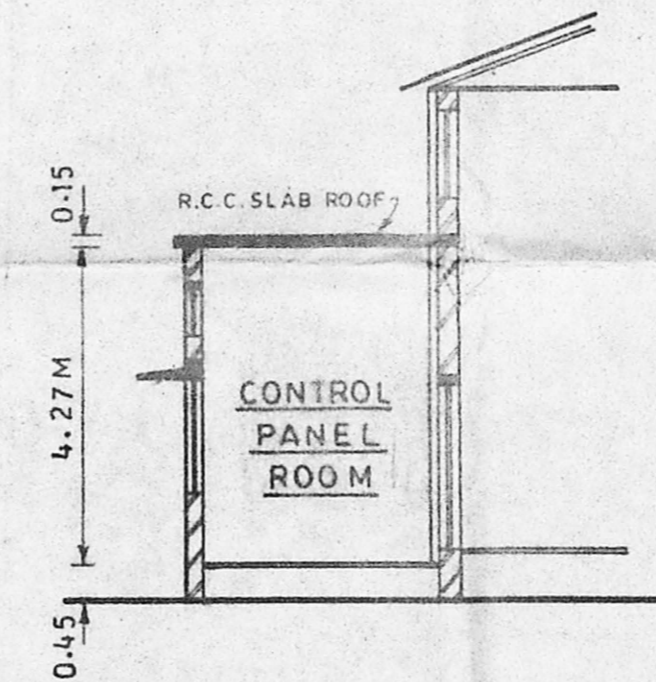 0.15
R.C.C. SLAB ROOF
4.27 M
CONTROL
PANEL
ROOM
0.45